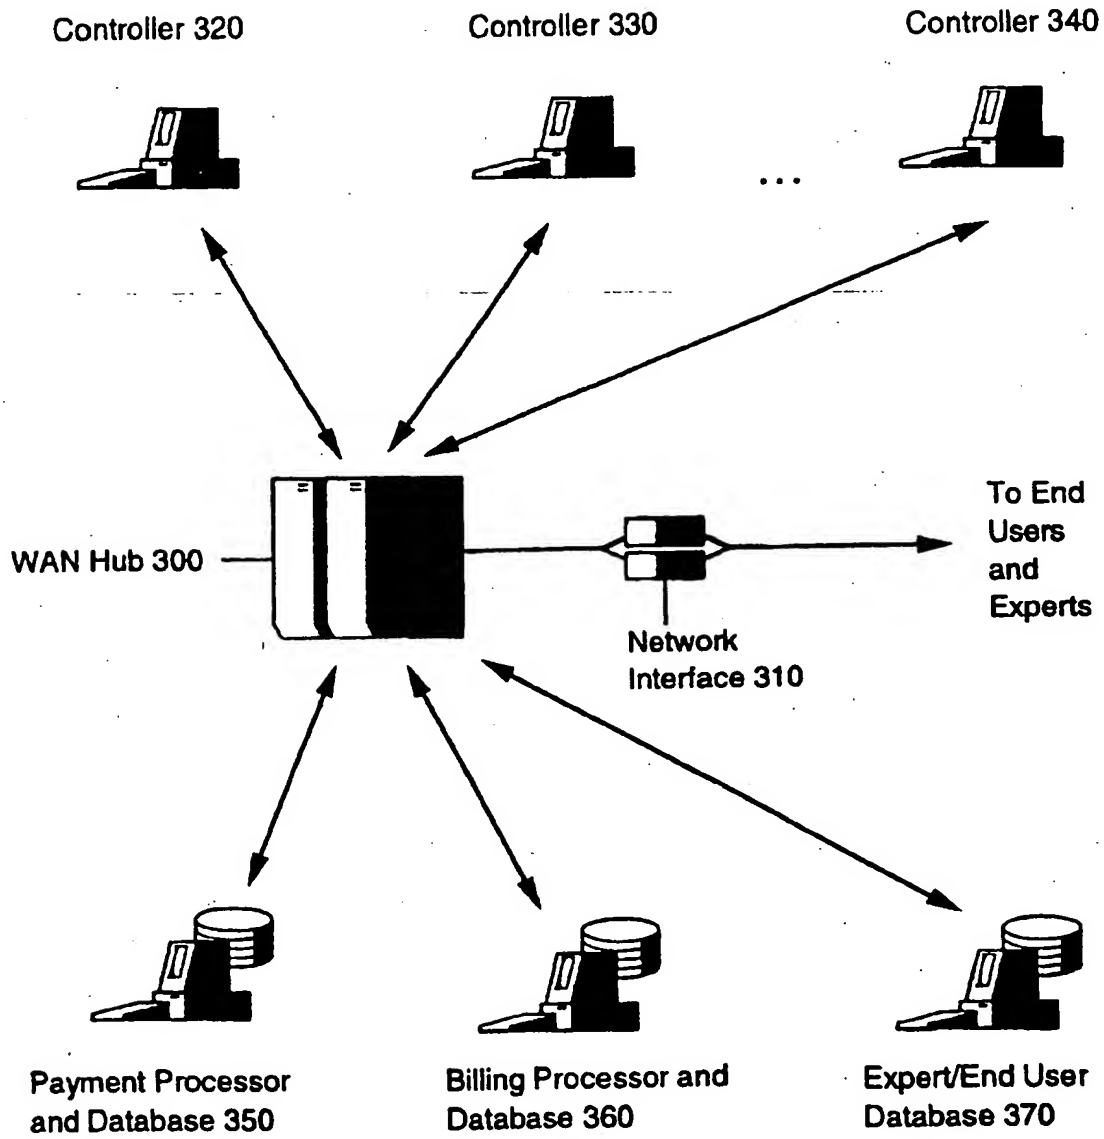 Controller 320
Controller 330
Controller 340
...
To End
Users
and
Experts
WAN Hub 300
Network
Interface 310
Payment Processor
and Database 350
Billing Processor and
Database 360
Expert/End User
Database 370